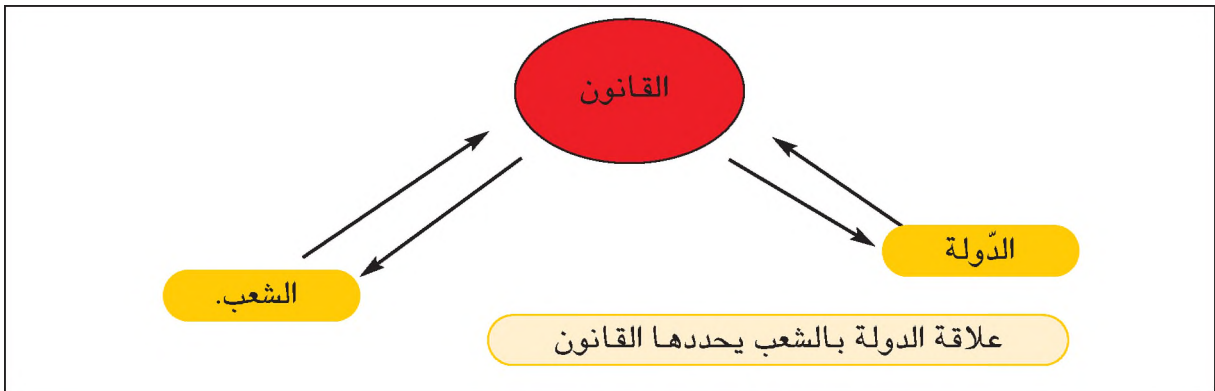 القانون
الدّولة
الشعب.
علاقة الدولة بالشعب يحددها القانون